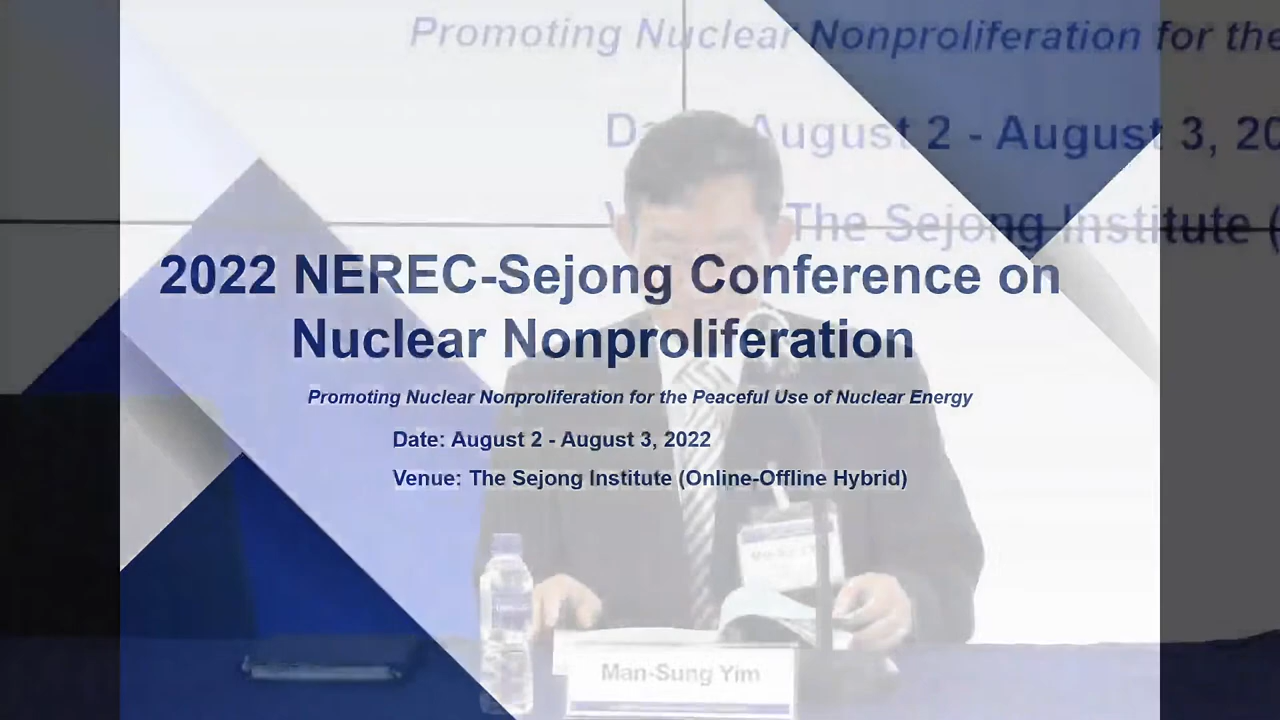 Promoting Nuclear Nonproliferation for the
August 2 - August 3, 20
The Sejong Institute (
2022 NEREC-Sejong Conference on
Nuclear Nonproliferation
Promoting Nuclear Nonproliferation for the Peaceful Use of Nuclear Energy
Date: August 2 - August 3, 2022
Venue: The Sejong Institute (Online-Offline Hybrid)
Man-Sung Yim